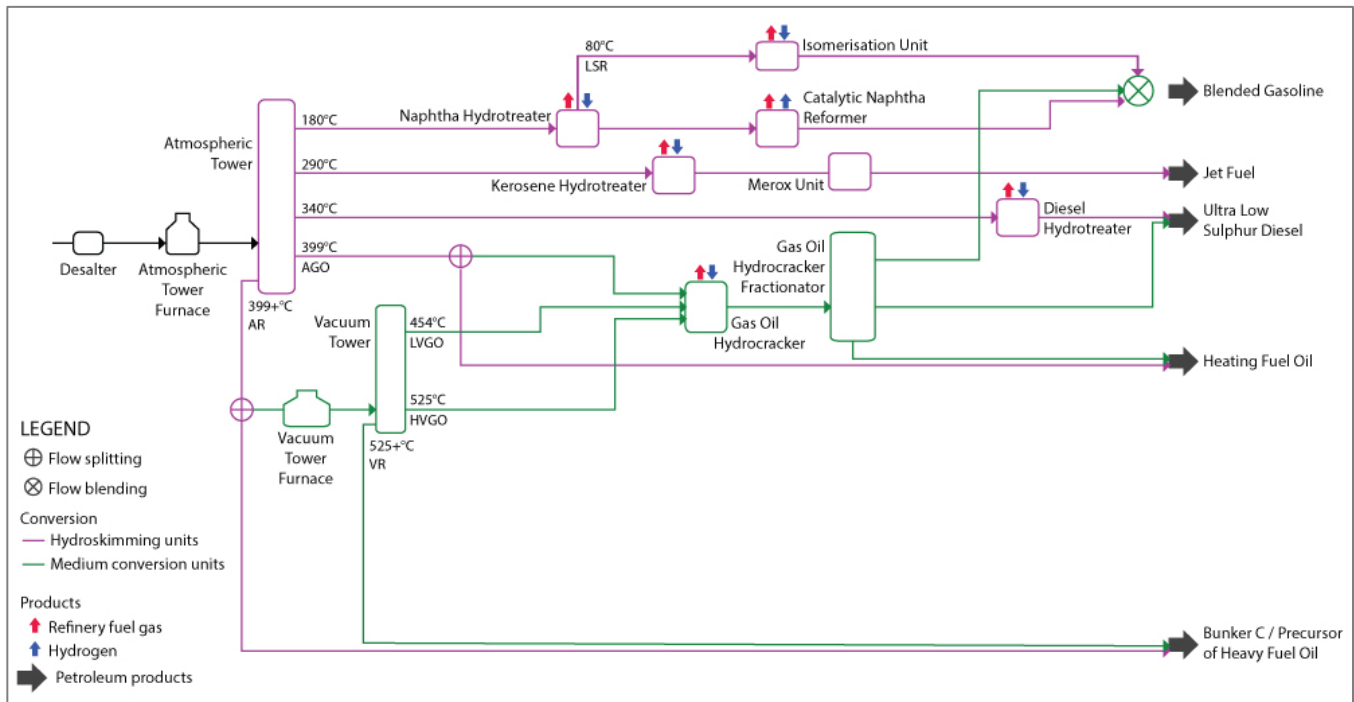 80°C
LSR
Isomerisation Unit
Blended Gasoline
Naphtha Hydrotreater
Catalytic Naphtha
Reformer
180°C
Atmospheric
Tower
290°C
Kerosene Hydrotreater
Merox Unit
Jet Fuel
340°C
Diesel
Hydrotreater
Ultra Low
Sulphur Diesel
Desalter
Atmospheric
Tower
Furnace
399°C
AGO
Gas Oil
Hydrocracker
Fractionator
399+°C
AR
Vacuum
Tower
454°C
LVGO
Gas Oil
Hydrocracker
Heating Fuel Oil
525°C
HVGO
Vacuum
Tower
Furnace
525+°C
VR
LEGEND
Flow splitting
Flow blending
Conversion
Hydroskimming units
Medium conversion units
Products
Refinery fuel gas
Hydrogen
Petroleum products
Bunker C / Precursor
of Heavy Fuel Oil